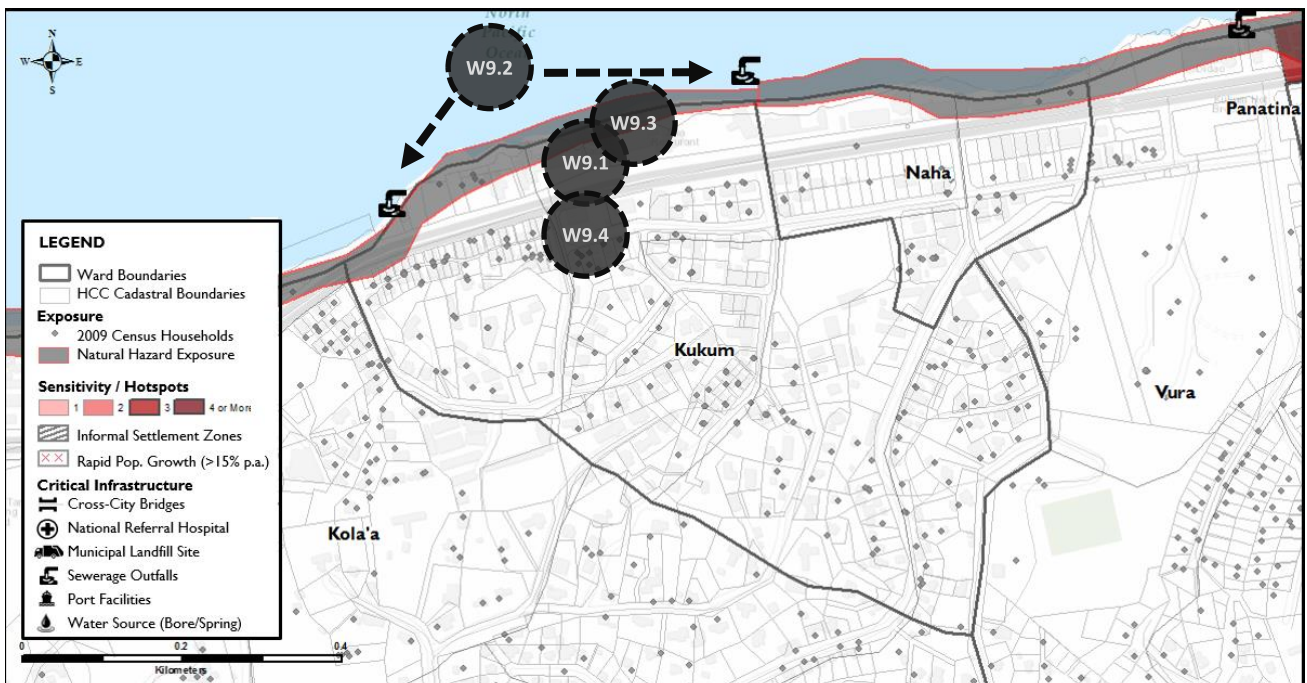 North
Pacific
Ocean
N
W
E
S
W9.2
W9.3
W9.1
W9.4
Panatina
Naha
Kukum
Vura
Kola'a
LEGEND
Ward Boundaries
HCC Cadastral Boundaries
Exposure
2009 Census Households
Natural Hazard Exposure
Sensitivity / Hotspots
1 2 3 4 or More
Informal Settlement Zones
Rapid Pop. Growth (>15% p.a.)
Critical Infrastructure
Cross-City Bridges
National Referral Hospital
Municipal Landfill Site
Sewerage Outfalls
Port Facilities
Water Source (Bore/Spring)
0 0.2 0.4
Kilometers